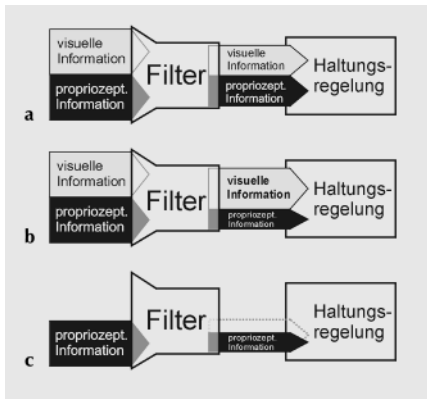 visuelle
Information
propriozept.
Information
Filter
visuelle
Information
propriozept.
Information
Haltungs-
regelung
a
visuelle
Information
propriozept.
Information
Filter
visuelle
Information
propriozept.
Information
Haltungs-
regelung
b
propriozept.
Information
Filter
propriozept.
Information
Haltungs-
regelung
c